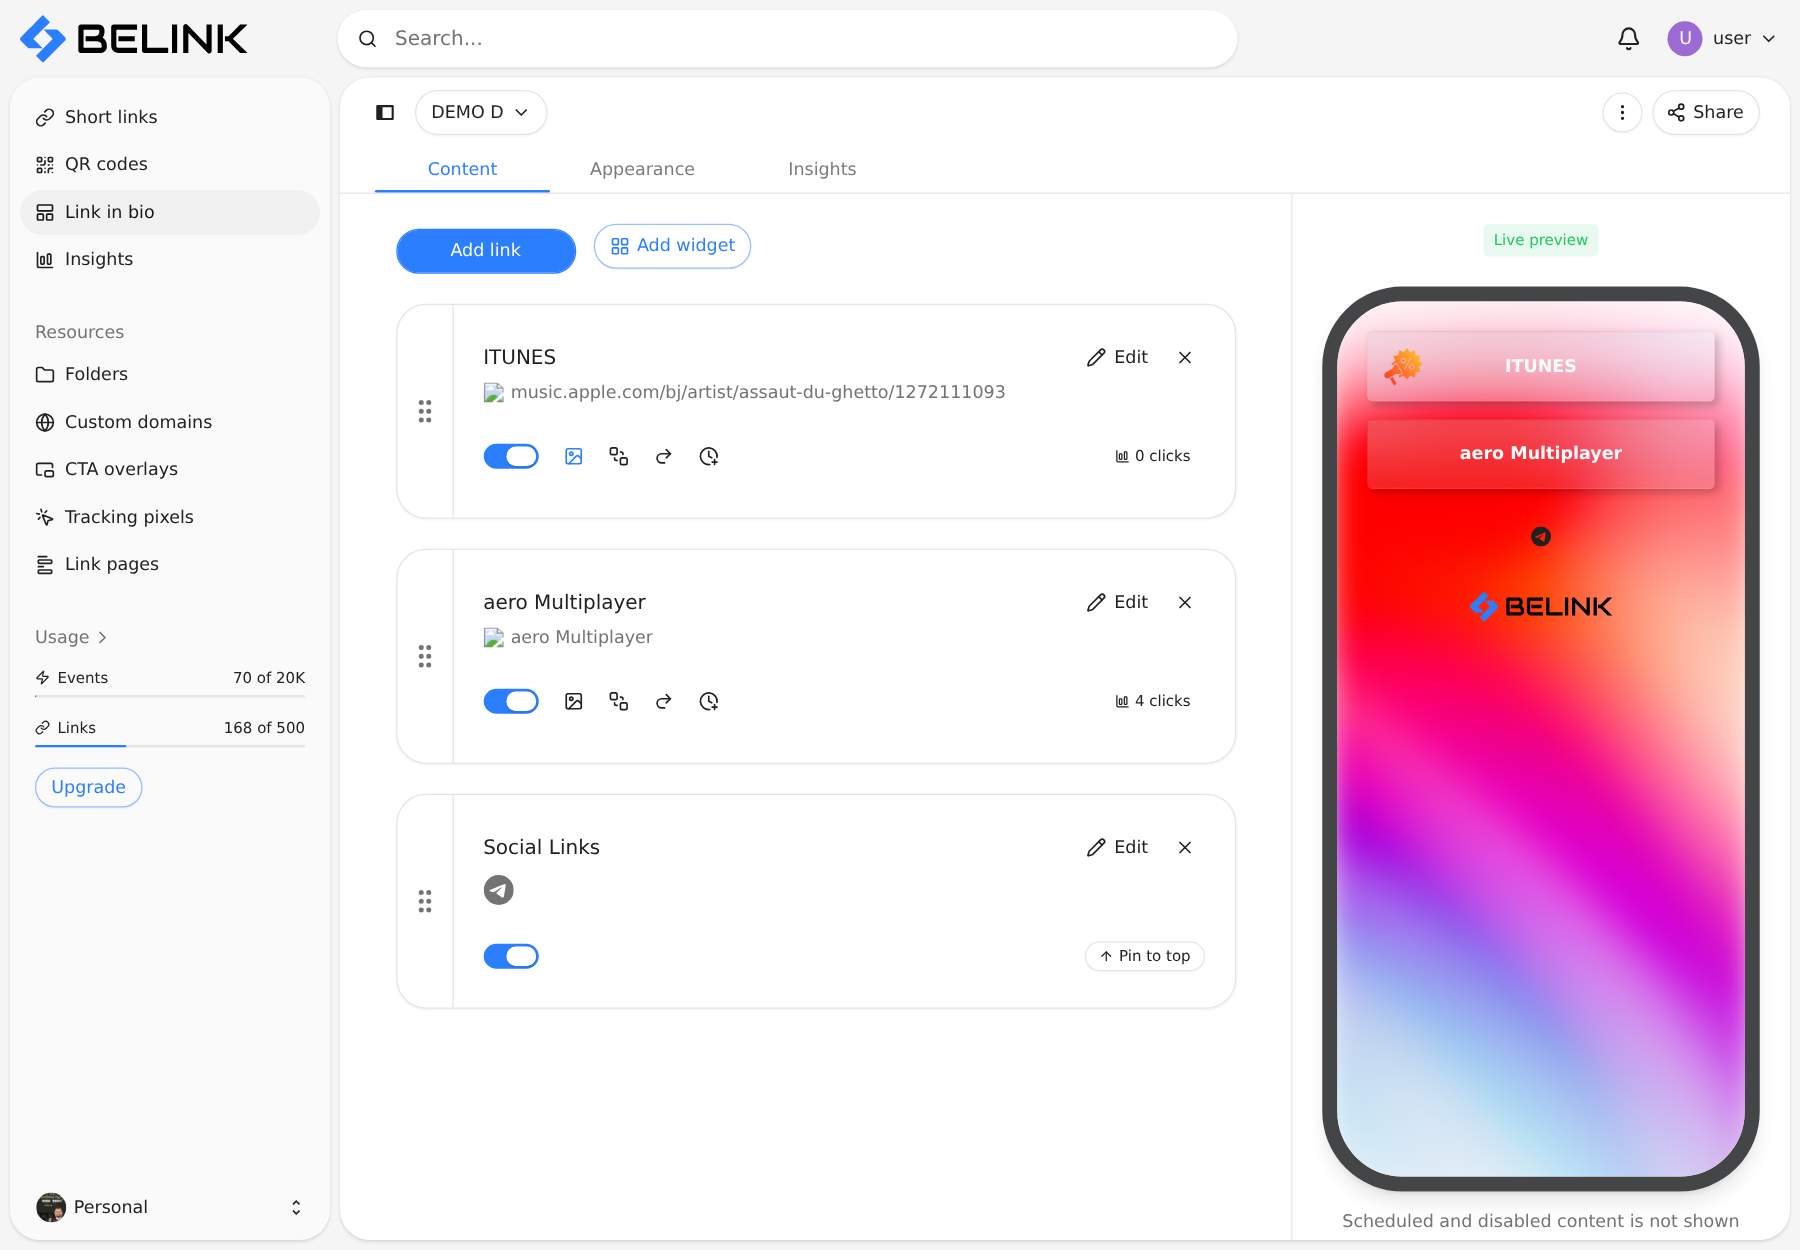 BELINK
Search...
U user
Short links
QR codes
Link in bio
Insights
Resources
Folders
Custom domains
CTA overlays
Tracking pixels
Link pages
Usage
Events 70 of 20K
Links 168 of 500
Upgrade
Personal
DEMO D
Share
Content Appearance Insights
Add link Add widget
ITUNES Edit
music.apple.com/bj/artist/assaut-du-ghetto/1272111093
0 clicks
aero Multiplayer Edit
aero Multiplayer
4 clicks
Social Links Edit
Pin to top
Live preview
ITUNES
aero Multiplayer
BELINK
Scheduled and disabled content is not shown